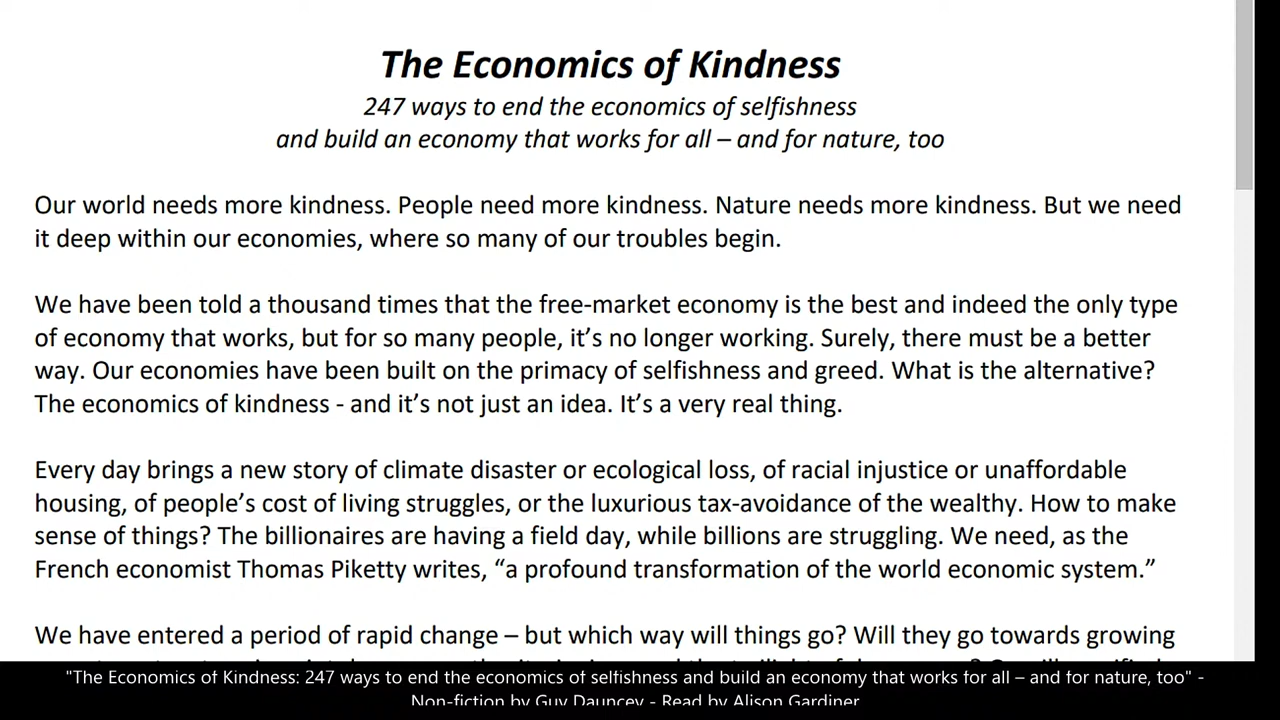 The Economics of Kindness
247 ways to end the economics of selfishness
and build an economy that works for all – and for nature, too
Our world needs more kindness. People need more kindness. Nature needs more kindness. But we need
it deep within our economies, where so many of our troubles begin.
We have been told a thousand times that the free-market economy is the best and indeed the only type
of economy that works, but for so many people, it’s no longer working. Surely, there must be a better
way. Our economies have been built on the primacy of selfishness and greed. What is the alternative?
The economics of kindness - and it’s not just an idea. It’s a very real thing.
Every day brings a new story of climate disaster or ecological loss, of racial injustice or unaffordable
housing, of people’s cost of living struggles, or the luxurious tax-avoidance of the wealthy. How to make
sense of things? The billionaires are having a field day, while billions are struggling. We need, as the
French economist Thomas Piketty writes, “a profound transformation of the world economic system.”
We have entered a period of rapid change – but which way will things go? Will they go towards growing
"The Economics of Kindness: 247 ways to end the economics of selfishness and build an economy that works for all – and for nature, too" -
Non-fiction by Guy Dauncey - Read by Alison Gardiner